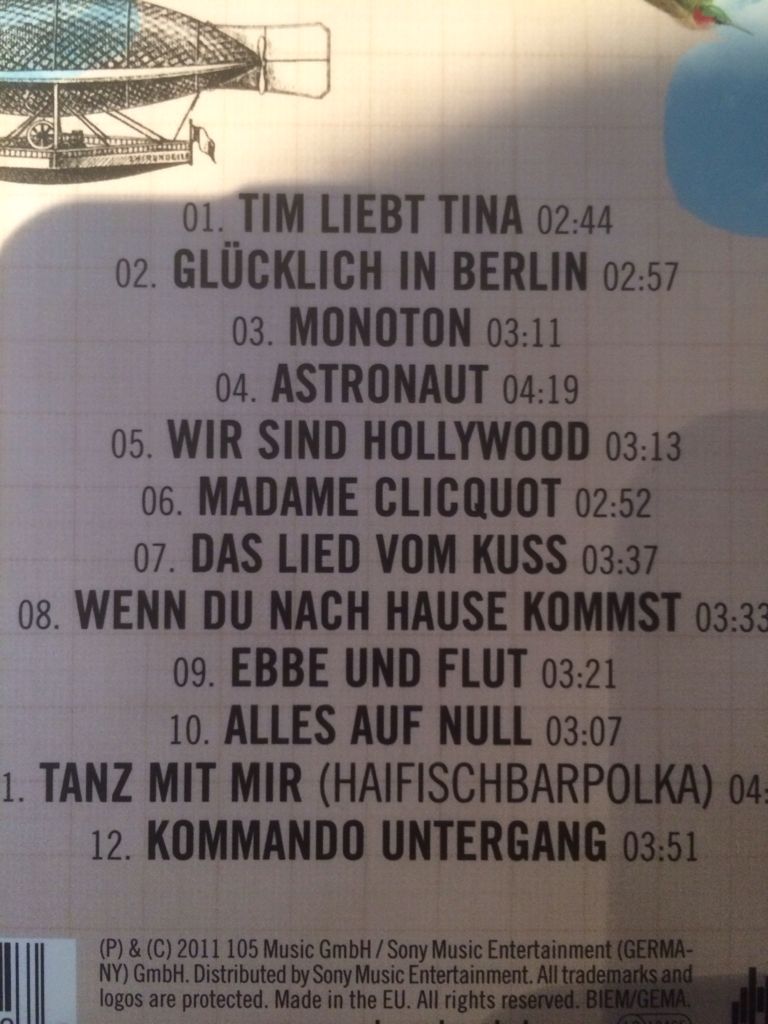 01. TIM LIEBT TINA 02:44
02. GLÜCKLICH IN BERLIN 02:57
03. MONOTON 03:11
04. ASTRONAUT 04:19
05. WIR SIND HOLLYWOOD 03:13
06. MADAME CLICQUOT 02:52
07. DAS LIED VOM KUSS 03:37
08. WENN DU NACH HAUSE KOMMST 03:33
09. EBBE UND FLUT 03:21
10. ALLES AUF NULL 03:07
1. TANZ MIT MIR (HAIFISCHBARPOLKA) 04:
12. KOMMANDO UNTERGANG 03:51
(P) & (C) 2011 105 Music GmbH / Sony Music Entertainment (GERMA-
NY) GmbH. Distributed by Sony Music Entertainment. All trademarks and
logos are protected. Made in the EU. All rights reserved. BIEM/GEMA.